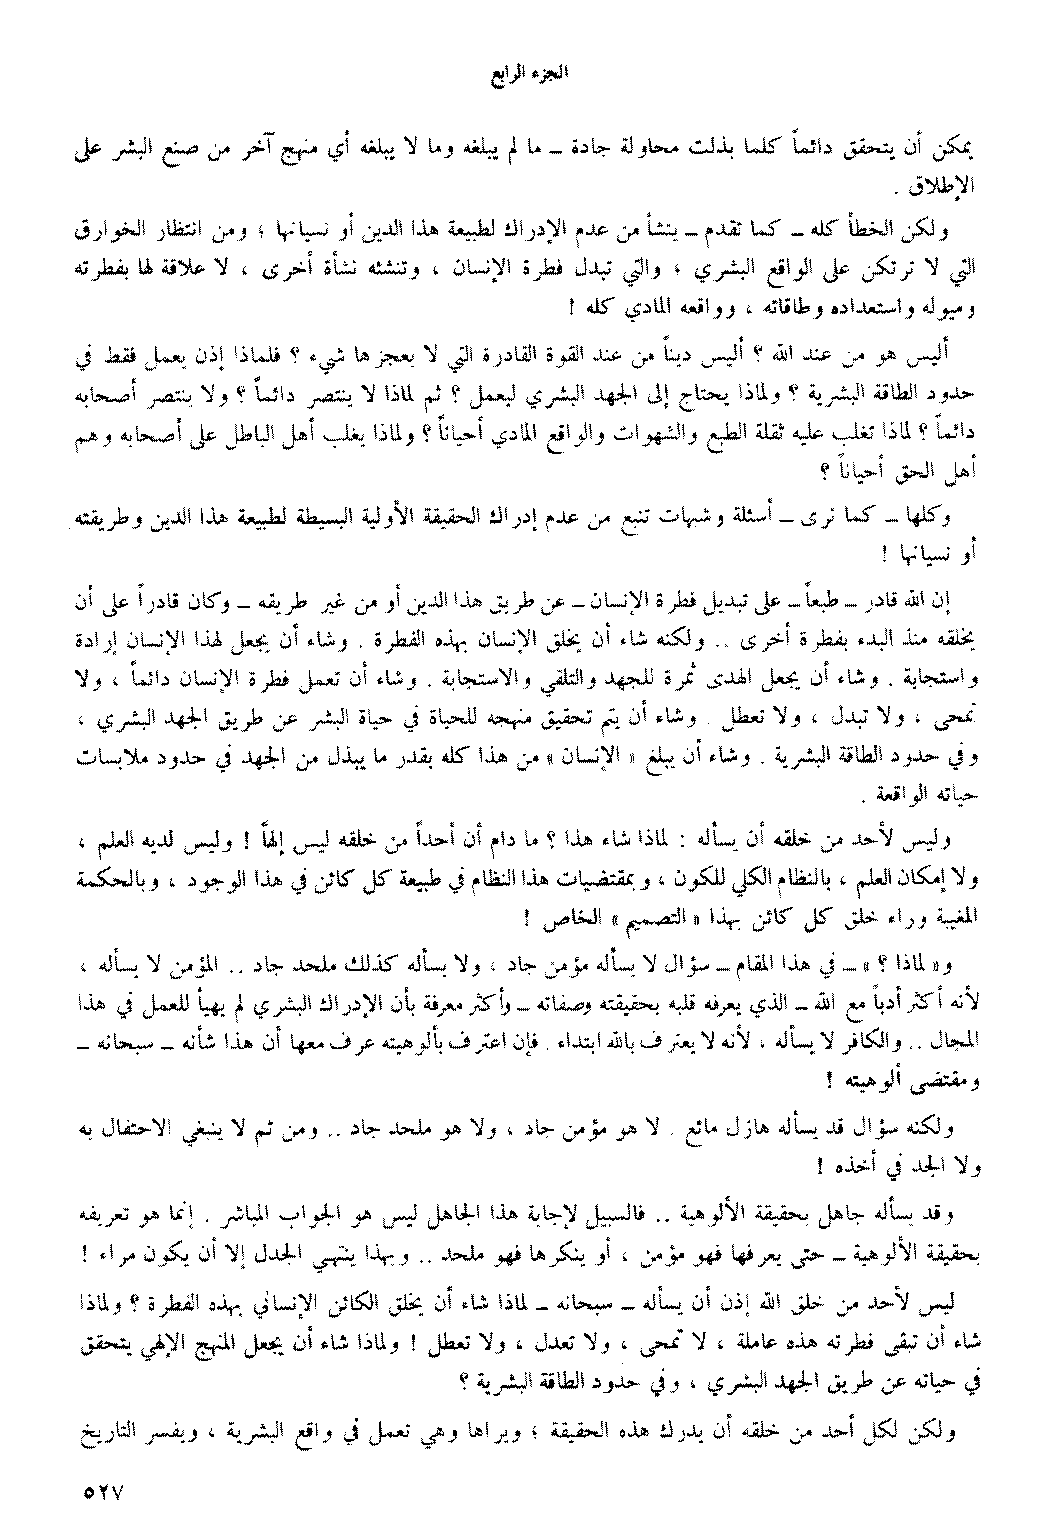 الجزء الرابع
يمكن أن يتحقق دائماً كلما بذلت محاولة جادة ــ ما لم يبلغه وما لا يبلغه أي منهج آخر من صنع البشر على
الإطلاق .
ولكن الخطأ كله ــ كما تقدم ــ ينشأ من عدم الإدراك لطبيعة هذا الدين أو نسيانها ؛ ومن انتظار الخوارق
التي لا ترتكن على الواقع البشري ؛ والتي تبدل فطرة الإنسان ، وتنشئه نشأة أخرى ، لا علاقة لها بفطرته
وميوله واستعداده وطاقاته ، وواقعه المادي كله !
أليس هو من عند الله ؟ أليس ديناً من عند القوة القادرة التي لا يعجزها شيء ؟ فلماذا إذن يعمل فقط في
حدود الطاقة البشرية ؟ ولماذا يحتاج إلى الجهد البشري ليعمل ؟ ثم لماذا لا ينتصر دائماً ؟ ولا ينتصر أصحابه
دائماً ؟ لماذا تغلب عليه ثقلة الطبع والشهوات والواقع المادي أحياناً ؟ ولماذا يغلب أهل الباطل على أصحابه وهم
أهل الحق أحياناً ؟
وكلها ــ كما نرى ــ أسئلة وشبهات تنبع من عدم إدراك الحقيقة الأولية البسيطة لطبيعة هذا الدين وطريقته
أو نسيانها !
إن الله قادر ــ طبعاً ــ على تبديل فطرة الإنسان ــ عن طريق هذا الدين أو من غير طريقه ــ وكان قادراً على أن
يخلقه منذ البدء بفطرة أخرى .. ولكنه شاء أن يخلق الإنسان بهذه الفطرة . وشاء أن يجعل لهذا الإنسان إرادة
واستجابة . وشاء أن يجعل الهدى ثمرة للجهد والتلقي والاستجابة . وشاء أن تعمل فطرة الإنسان دائماً ، ولا
تمحى ، ولا تبدل ، ولا تعطل . وشاء أن يتم تحقيق منهجه للحياة في حياة البشر عن طريق الجهد البشري ،
وفي حدود الطاقة البشرية . وشاء أن يبلغ « الإنسان » من هذا كله بقدر ما يبذل من الجهد في حدود ملابسات
حياته الواقعة .
وليس لأحد من خلقه أن يسأله : لماذا شاء هذا ؟ ما دام أن أحداً من خلقه ليس إلهاً ! وليس لديه العلم ،
ولا إمكان العلم ، بالنظام الكلي للكون ، وبمقتضيات هذا النظام في طبيعة كل كائن في هذا الوجود ، وبالحكمة
المغيبة وراء خلق كل كائن بهذا « التصميم » الخاص !
و« لماذا ؟ » ــ في هذا المقام ــ سؤال لا يسأله مؤمن جاد ، ولا يسأله كذلك ملحد جاد .. المؤمن لا يسأله ،
لأنه أكثر أدباً مع الله ــ الذي يعرفه قلبه بحقيقته وصفاته ــ وأكثر معرفة بأن الإدراك البشري لم يهيأ للعمل في هذا
المجال .. والكافر لا يسأله ، لأنه لا يعترف بالله ابتداء . فإن اعترف بألوهيته عرف معها أن هذا شأنه ــ سبحانه ــ
ومقتضى ألوهيته !
ولكنه سؤال قد يسأله هازل مائع . لا هو مؤمن جاد ، ولا هو ملحد جاد .. ومن ثم لا ينبغي الاحتفال به
ولا الجد في أخذه !
وقد يسأله جاهل بحقيقة الألوهية .. فالسبيل لإجابة هذا الجاهل ليس هو الجواب المباشر . إنما هو تعريفه
بحقيقة الألوهية ــ حتى يعرفها فهو مؤمن ، أو ينكرها فهو ملحد .. وبهذا ينتهي الجدل إلا أن يكون مراء !
ليس لأحد من خلق الله إذن أن يسأله ــ سبحانه ــ لماذا شاء أن يخلق الكائن الإنساني بهذه الفطرة ؟ ولماذا
شاء أن تبقى فطرته هذه عاملة ، لا تمحى ، ولا تعدل ، ولا تعطل ! ولماذا شاء أن يجعل المنهج الإلهي يتحقق
في حياته عن طريق الجهد البشري ، وفي حدود الطاقة البشرية ؟
ولكن لكل أحد من خلقه أن يدرك هذه الحقيقة ؛ ويراها وهي تعمل في واقع البشرية ، ويفسر التاريخ
٥٢٧